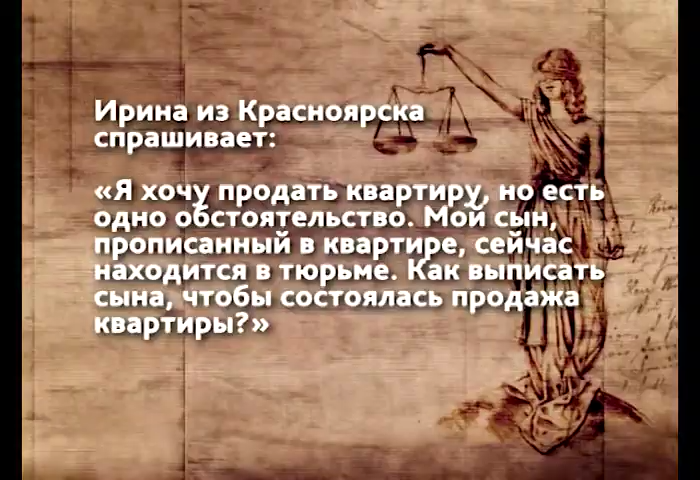 Ирина из Красноярска
спрашивает:
«Я хочу продать квартиру, но есть
одно обстоятельство. Мой сын,
прописанный в квартире, сейчас
находится в тюрьме. Как выписать
сына, чтобы состоялась продажа
квартиры?»